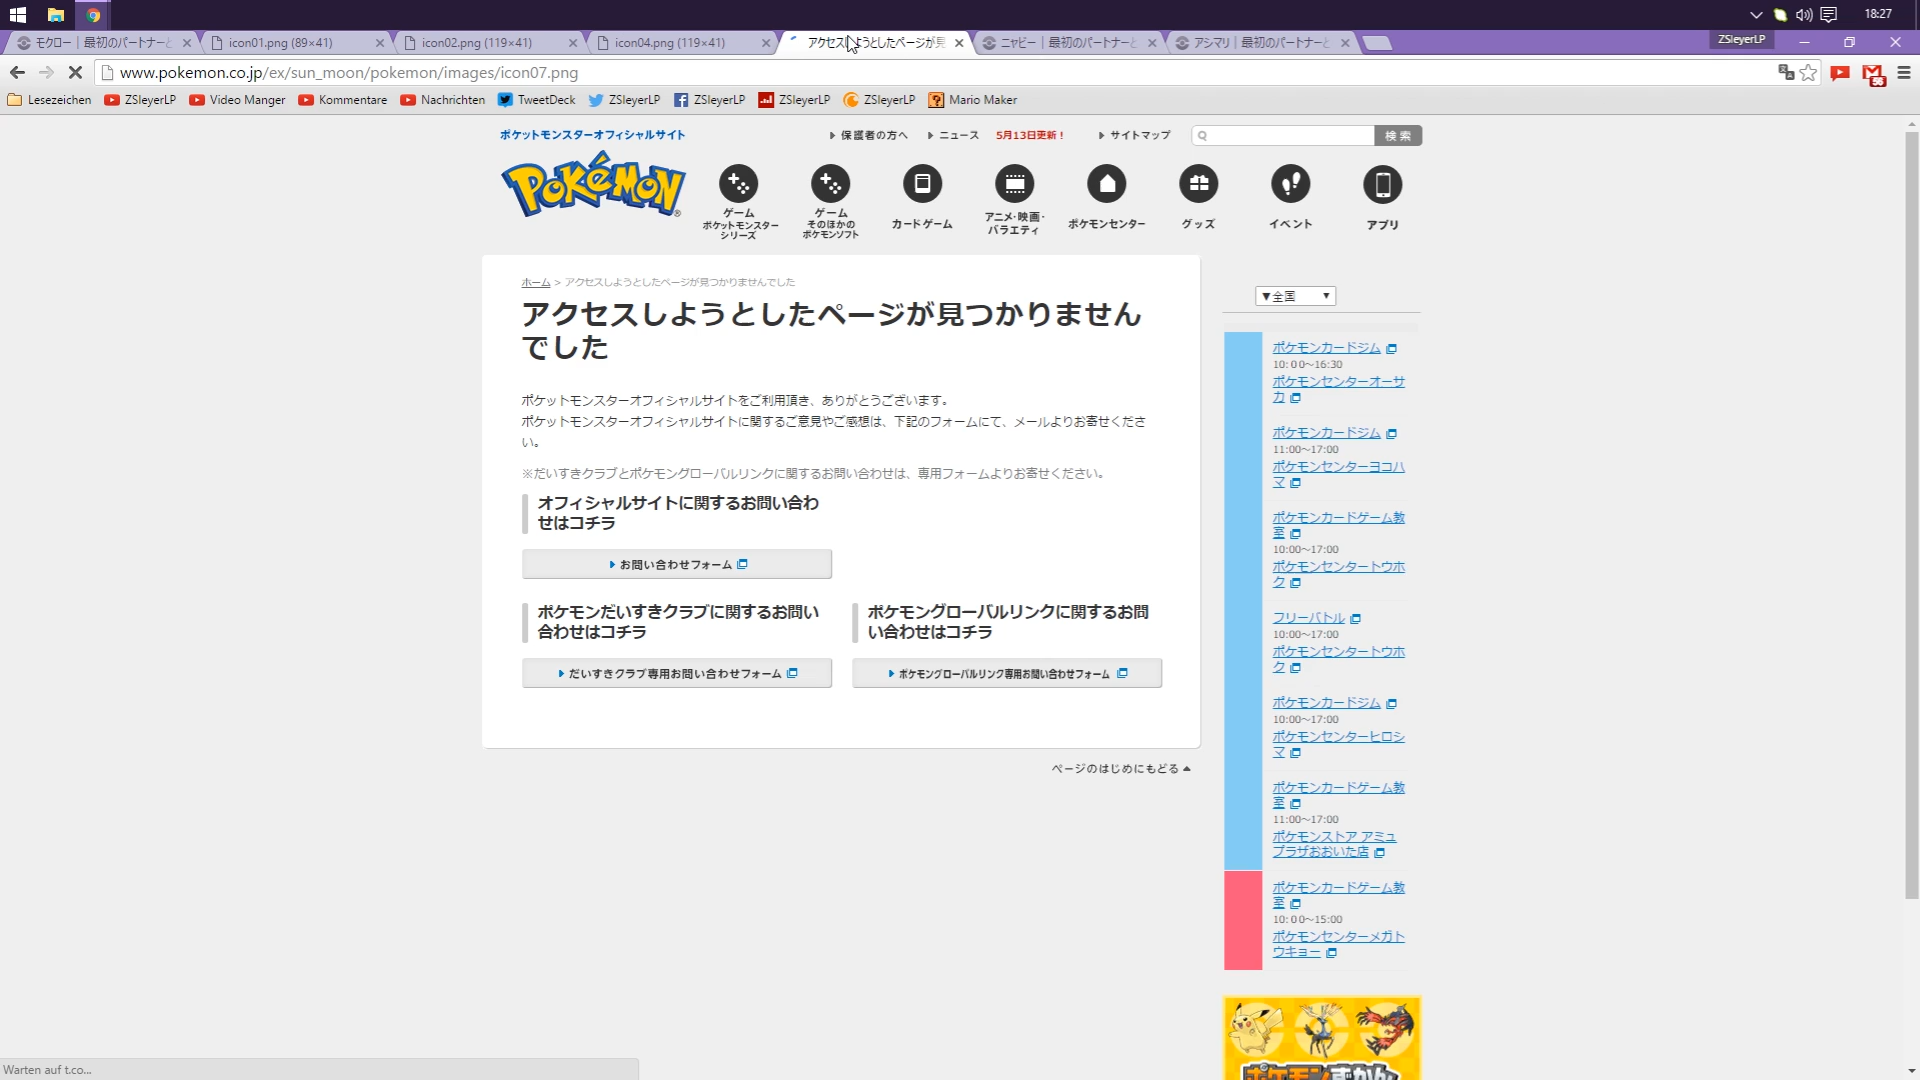 18:27
モクロー｜最初のパートナーと
icon01.png (89×41)
icon02.png (119×41)
icon04.png (119×41)
アクセスしようとしたページが見
ニャビー｜最初のパートナーと
アシマリ｜最初のパートナーと
ZSleyerLP
www.pokemon.co.jp/ex/sun_moon/pokemon/images/icon07.png
Lesezeichen
ZSleyerLP
Video Manger
Kommentare
Nachrichten
TweetDeck
ZSleyerLP
ZSleyerLP
ZSleyerLP
ZSleyerLP
Mario Maker
ポケットモンスターオフィシャルサイト
保護者の方へ
ニュース
5月13日更新！
サイトマップ
検索
POKéMON
ゲーム
ポケットモンスター
シリーズ
ゲーム
そのほかの
ポケモンソフト
カードゲーム
アニメ・映画・
バラエティ
ポケモンセンター
グッズ
イベント
アプリ
ホーム > アクセスしようとしたページが見つかりませんでした
アクセスしようとしたページが見つかりません
でした
ポケットモンスターオフィシャルサイトをご利用頂き、ありがとうございます。
ポケットモンスターオフィシャルサイトに関するご意見やご感想は、下記のフォームにて、メールよりお寄せくださ
い。
※だいすきクラブとポケモングローバルリンクに関するお問い合わせは、専用フォームよりお寄せください。
オフィシャルサイトに関するお問い合わ
せはコチラ
お問い合わせフォーム
ポケモンだいすきクラブに関するお問い
合わせはコチラ
だいすきクラブ専用お問い合わせフォーム
ポケモングローバルリンクに関するお問
い合わせはコチラ
ポケモングローバルリンク専用お問い合わせフォーム
ページのはじめにもどる
▼全国
ポケモンカードジム
10:00～16:30
ポケモンセンターオーサ
カ
ポケモンカードジム
11:00～17:00
ポケモンセンターヨコハ
マ
ポケモンカードゲーム教
室
10:00～17:00
ポケモンセンタートウホ
ク
フリーバトル
10:00～17:00
ポケモンセンタートウホ
ク
ポケモンカードジム
10:00～17:00
ポケモンセンターヒロシ
マ
ポケモンカードゲーム教
室
11:00～17:00
ポケモンストア アミュ
プラザおおいた店
ポケモンカードゲーム教
室
10:00～15:00
ポケモンセンターメガト
ウキョー
ポケモンずかん
Warten auf t.co...